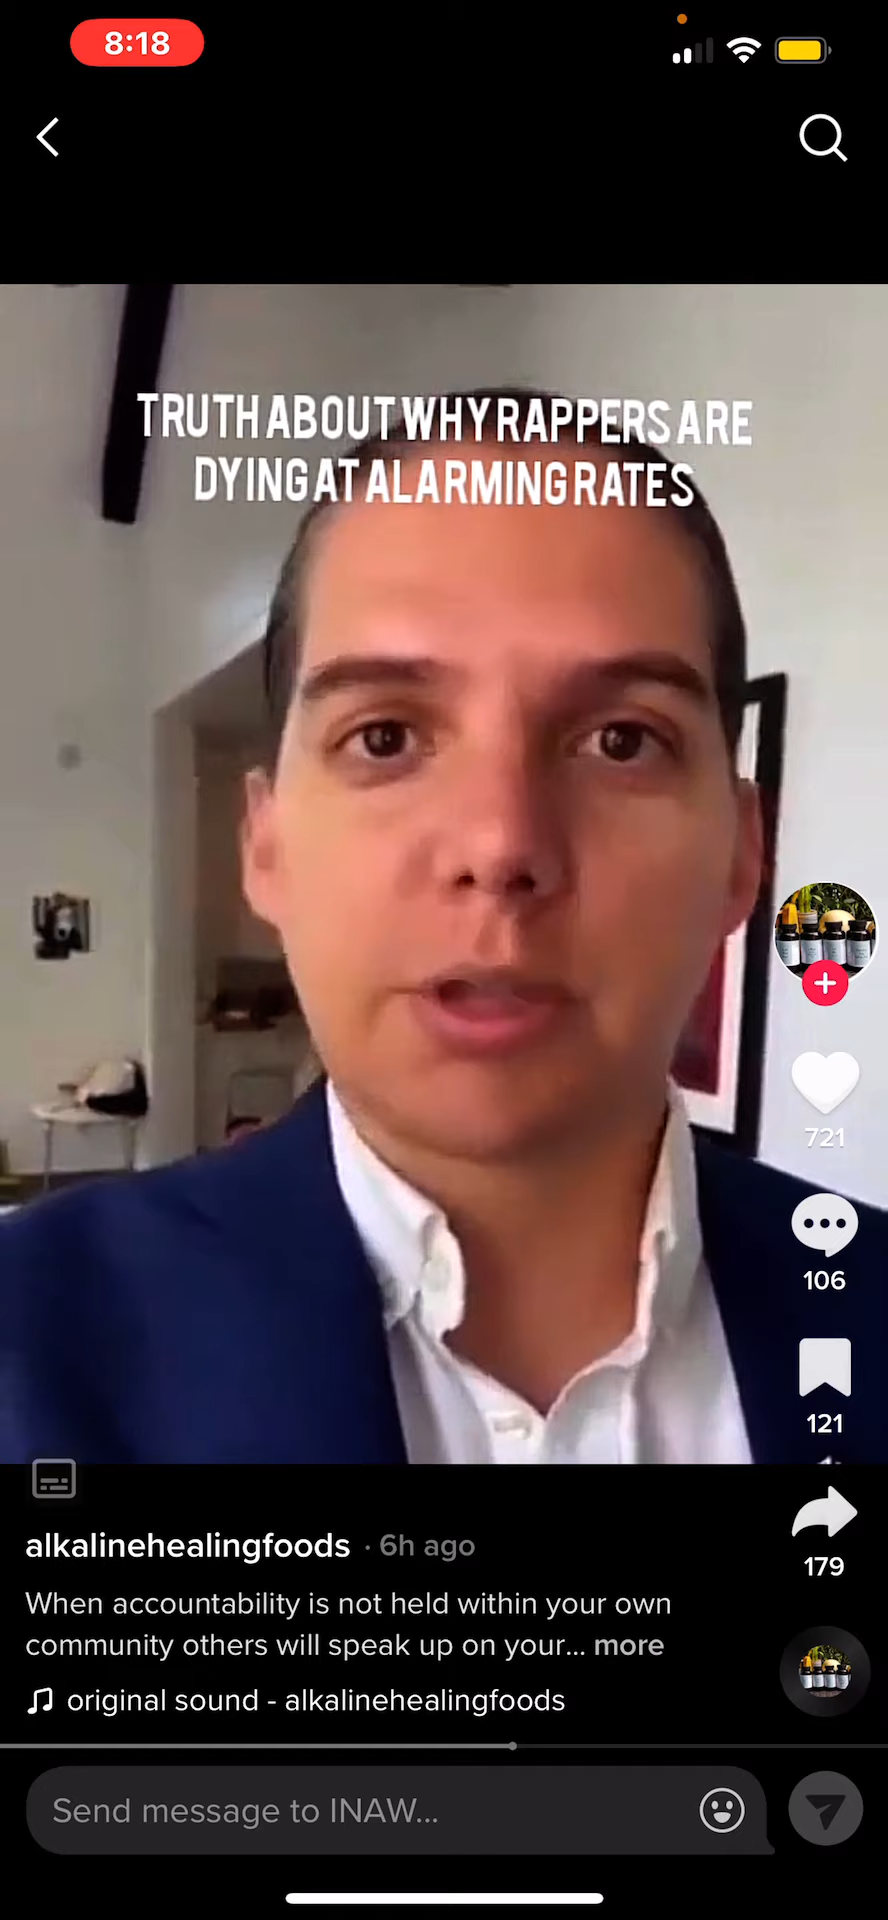 8:18
TRUTH ABOUT WHY RAPPERS ARE
DYING AT ALARMING RATES
721
106
121
179
alkalinehealingfoods · 6h ago
When accountability is not held within your own
community others will speak up on your... more
original sound - alkalinehealingfoods
Send message to INAW...